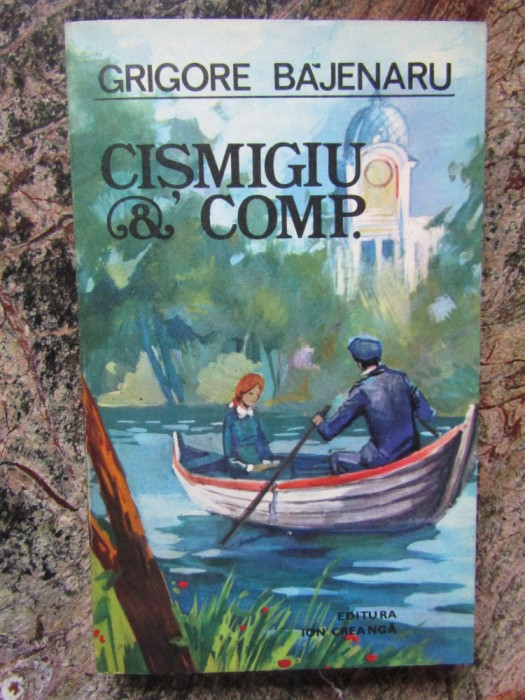 GRIGORE BĂJENARU
CIȘMIGIU
& COMP.
EDITURA
ION CREANGĂ